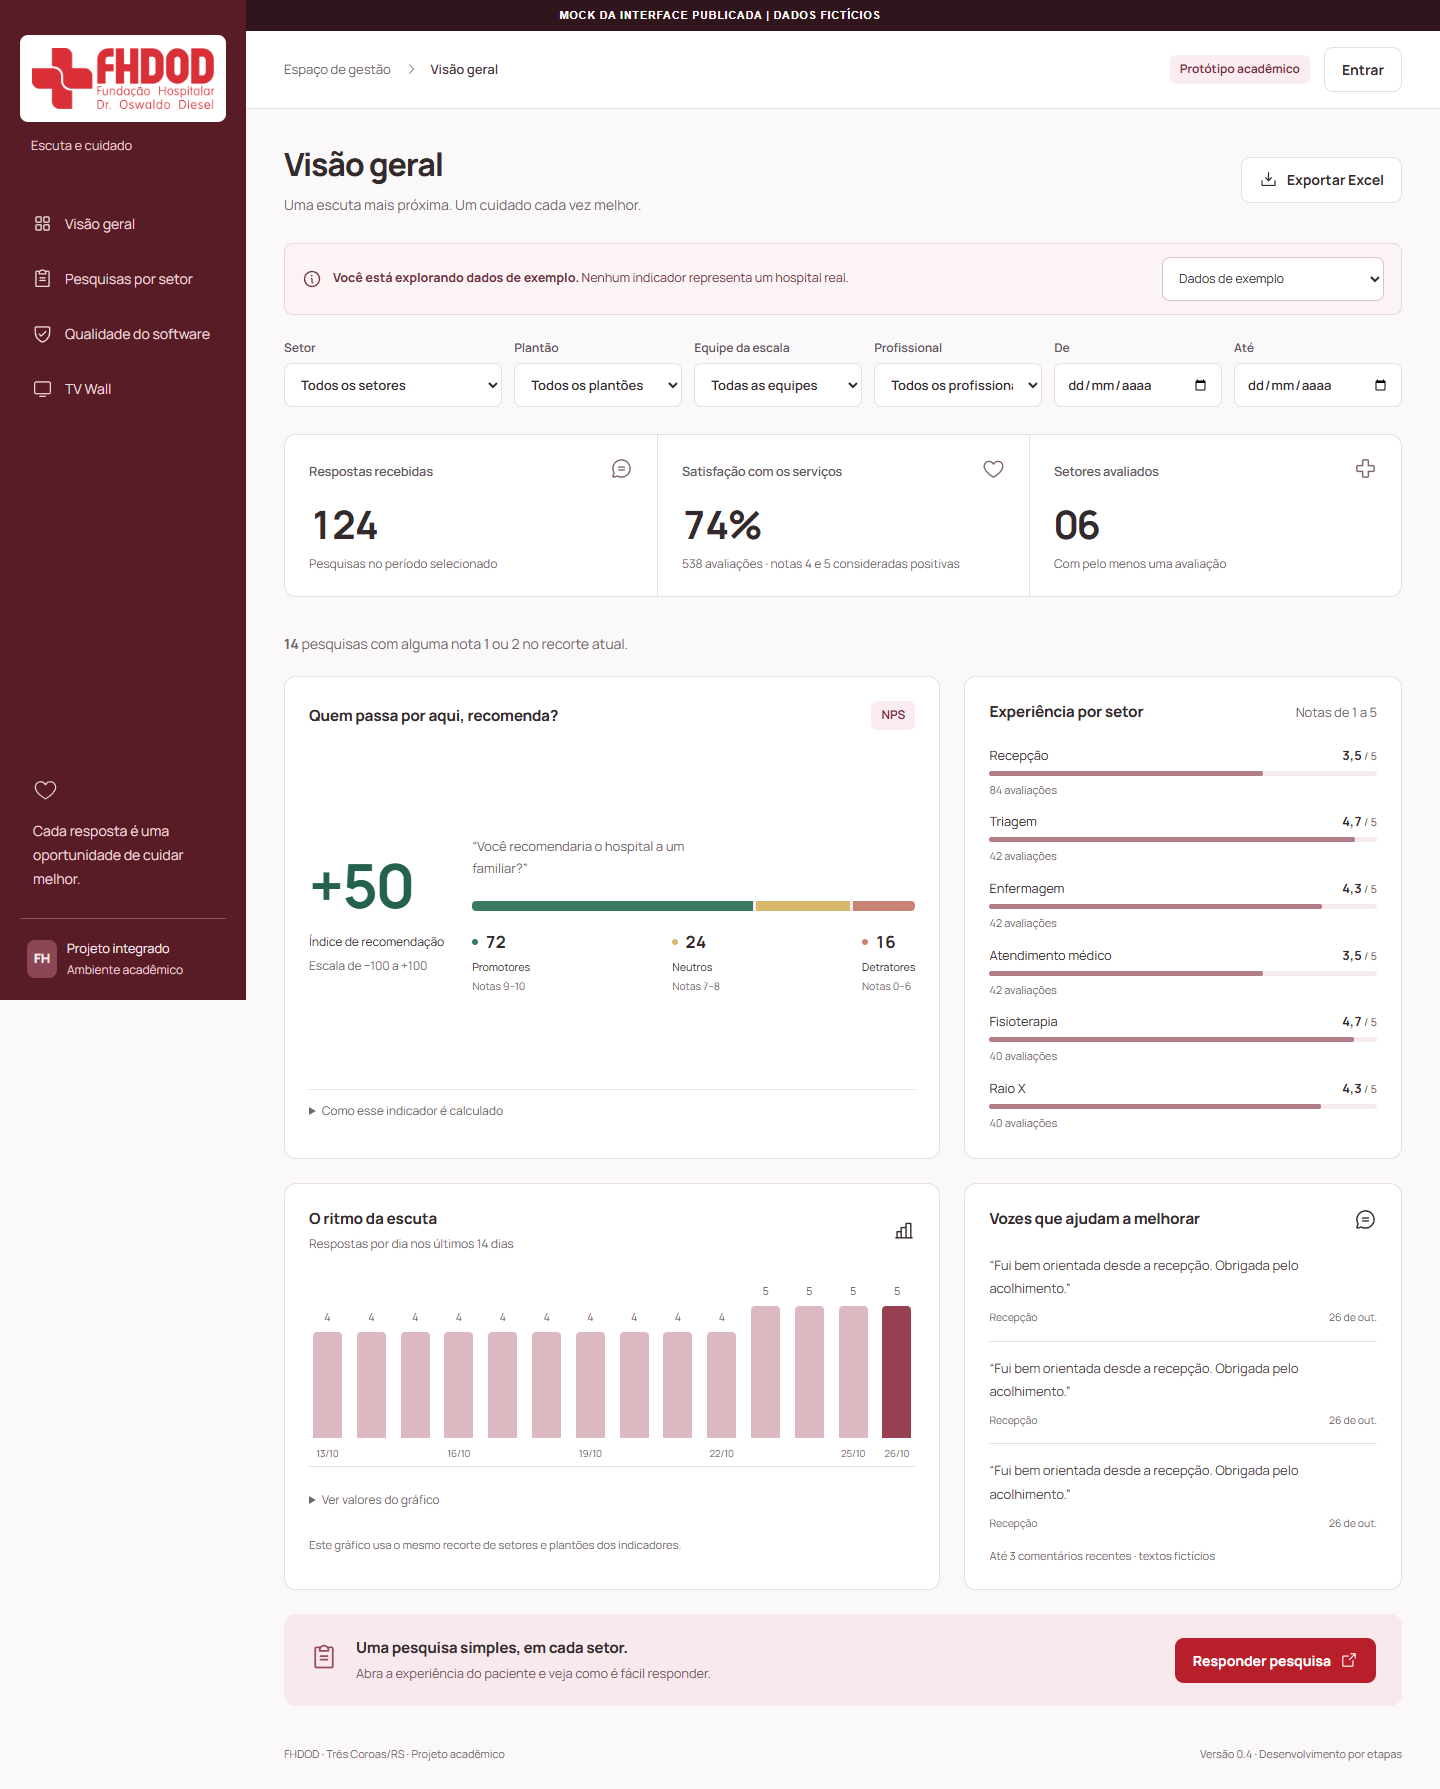 MOCK DA INTERFACE PUBLICADA | DADOS FICTÍCIOS
FHDOD
Fundação Hospitalar
Dr. Oswaldo Diesel
Escuta e cuidado
Visão geral
Pesquisas por setor
Qualidade do software
TV Wall
Cada resposta é uma
oportunidade de cuidar
melhor.
FH
Projeto integrado
Ambiente acadêmico
Espaço de gestão
Visão geral
Protótipo acadêmico
Entrar
Visão geral
Uma escuta mais próxima. Um cuidado cada vez melhor.
Exportar Excel
Você está explorando dados de exemplo. Nenhum indicador representa um hospital real.
Dados de exemplo
Setor
Plantão
Equipe da escala
Profissional
De
Até
Todos os setores
Todos os plantões
Todas as equipes
Todos os profission
dd/mm/aaaa
dd/mm/aaaa
Respostas recebidas
124
Pesquisas no período selecionado
Satisfação com os serviços
74%
538 avaliações · notas 4 e 5 consideradas positivas
Setores avaliados
06
Com pelo menos uma avaliação
14 pesquisas com alguma nota 1 ou 2 no recorte atual.
Quem passa por aqui, recomenda?
NPS
+50
Índice de recomendação
Escala de −100 a +100
“Você recomendaria o hospital a um
familiar?”
72
Promotores
Notas 9–10
24
Neutros
Notas 7–8
16
Detratores
Notas 0–6
Como esse indicador é calculado
Experiência por setor
Notas de 1 a 5
Recepção 3,5 / 5
84 avaliações
Triagem 4,7 / 5
42 avaliações
Enfermagem 4,3 / 5
42 avaliações
Atendimento médico 3,5 / 5
42 avaliações
Fisioterapia 4,7 / 5
40 avaliações
Raio X 4,3 / 5
40 avaliações
O ritmo da escuta
Respostas por dia nos últimos 14 dias
4 4 4 4 4 4 4 4 4 4 5 5 5 5
13/10 16/10 19/10 22/10 25/10 26/10
Ver valores do gráfico
Este gráfico usa o mesmo recorte de setores e plantões dos indicadores.
Vozes que ajudam a melhorar
“Fui bem orientada desde a recepção. Obrigada pelo
acolhimento.”
Recepção 26 de out.
“Fui bem orientada desde a recepção. Obrigada pelo
acolhimento.”
Recepção 26 de out.
“Fui bem orientada desde a recepção. Obrigada pelo
acolhimento.”
Recepção 26 de out.
Até 3 comentários recentes · textos fictícios
Uma pesquisa simples, em cada setor.
Abra a experiência do paciente e veja como é fácil responder.
Responder pesquisa
FHDOD · Três Coroas/RS · Projeto acadêmico
Versão 0.4 · Desenvolvimento por etapas